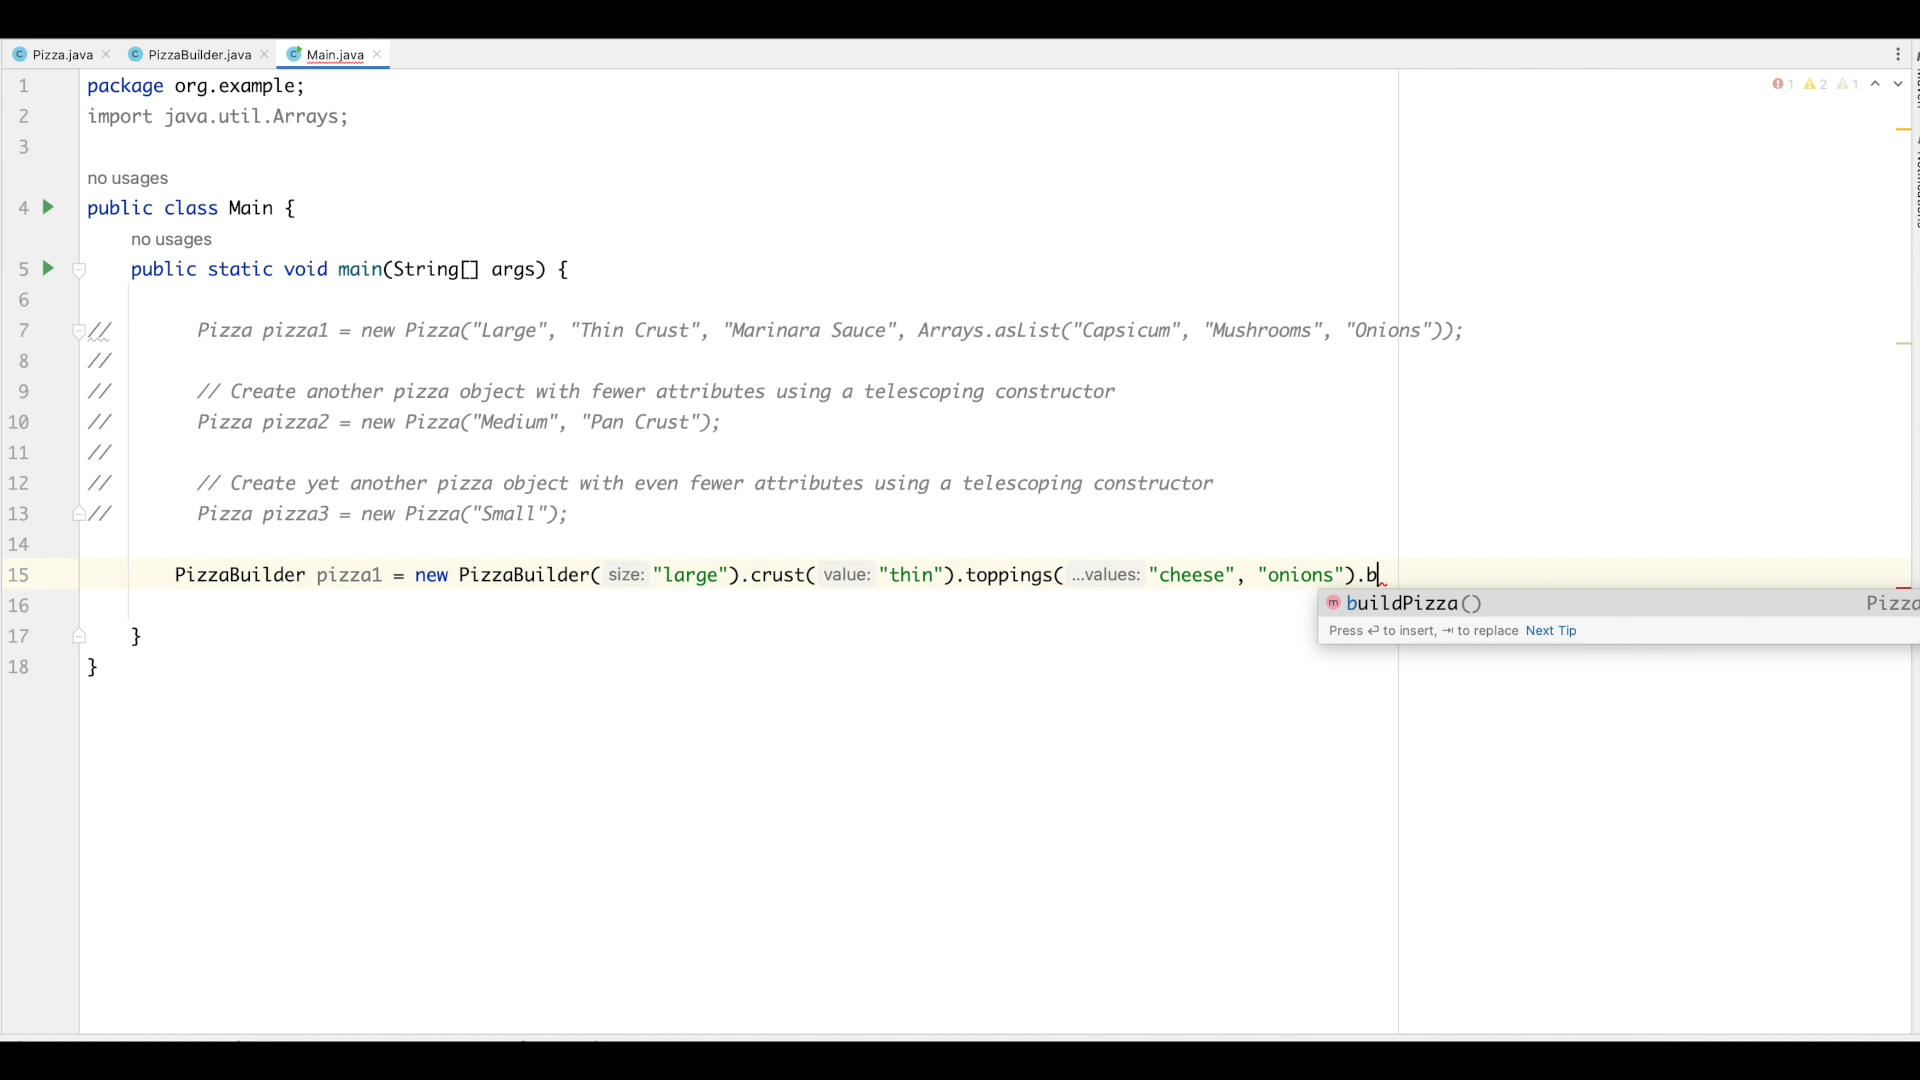 Pizza.java PizzaBuilder.java Main.java
1 package org.example; 1 2 1
2 import java.util.Arrays;
3
no usages
4 public class Main {
no usages
5 public static void main(String[] args) {
6
7 // Pizza pizza1 = new Pizza("Large", "Thin Crust", "Marinara Sauce", Arrays.asList("Capsicum", "Mushrooms", "Onions"));
8 //
9 // // Create another pizza object with fewer attributes using a telescoping constructor
10 // Pizza pizza2 = new Pizza("Medium", "Pan Crust");
11 //
12 // // Create yet another pizza object with even fewer attributes using a telescoping constructor
13 // Pizza pizza3 = new Pizza("Small");
14
15 PizzaBuilder pizza1 = new PizzaBuilder( size: "large").crust( value: "thin").toppings( ...values: "cheese", "onions").b
16 buildPizza() Pizza
Press ⏎ to insert, ⇥ to replace Next Tip
17 }
18 }